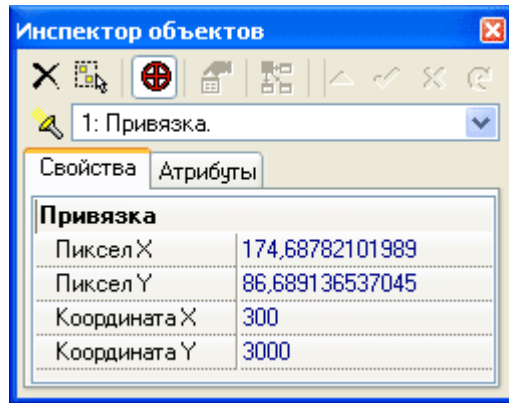 Инспектор объектов
1: Привязка.
Свойства Атрибуты
Привязка
Пиксел X 174,68782101989
Пиксел Y 86,689136537045
Координата X 300
Координата Y 3000